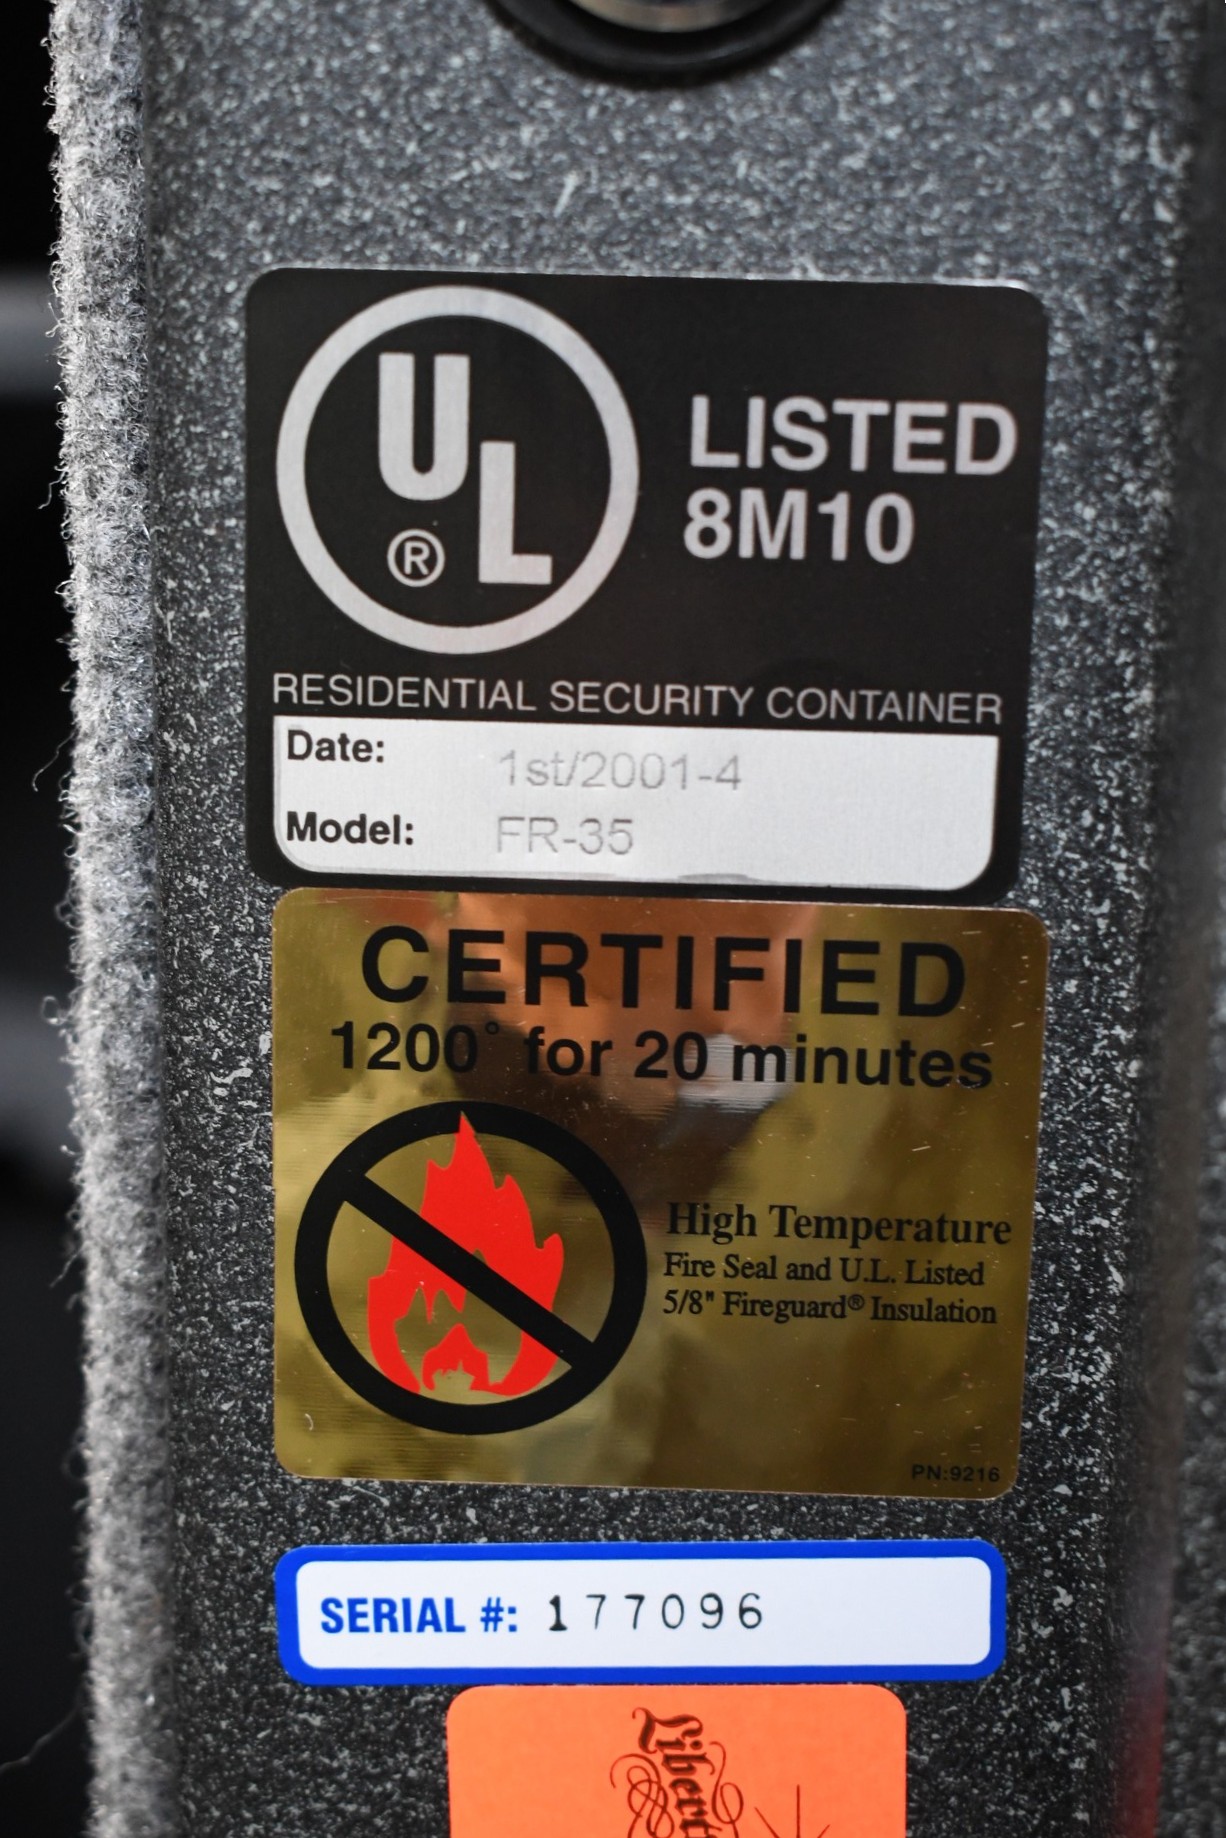 UL
®
LISTED
8M10
RESIDENTIAL SECURITY CONTAINER
Date: 1st/2001-4
Model: FR-35
CERTIFIED
1200° for 20 minutes
High Temperature
Fire Seal and U.L. Listed
5/8" Fireguard® Insulation
PN:9216
SERIAL #: 177096